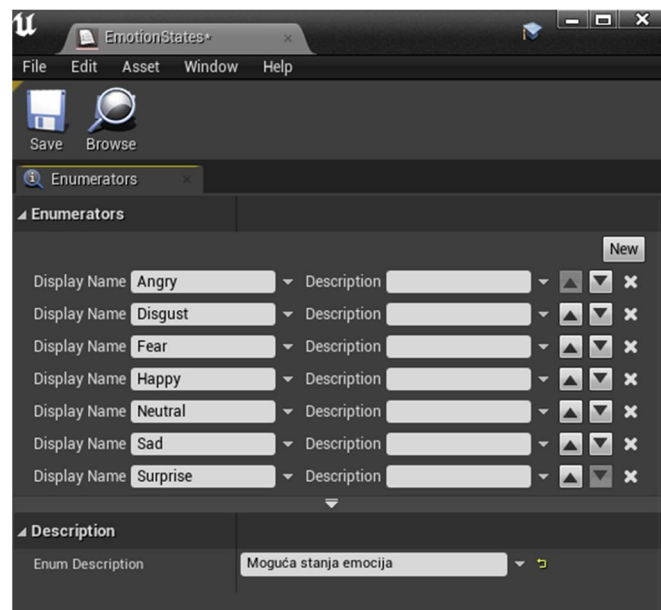 EmotionStates*
File Edit Asset Window Help
Save Browse
Enumerators
Enumerators
New
Display Name Angry Description
Display Name Disgust Description
Display Name Fear Description
Display Name Happy Description
Display Name Neutral Description
Display Name Sad Description
Display Name Surprise Description
Description
Enum Description Moguća stanja emocija